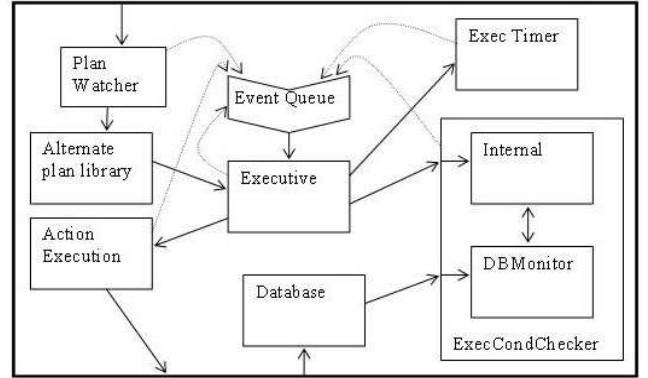 Plan
Watcher
Exec Timer
Event Queue
Alternate
plan library
Executive
Internal
Action
Execution
Database
DBMonitor
ExecCondChecker